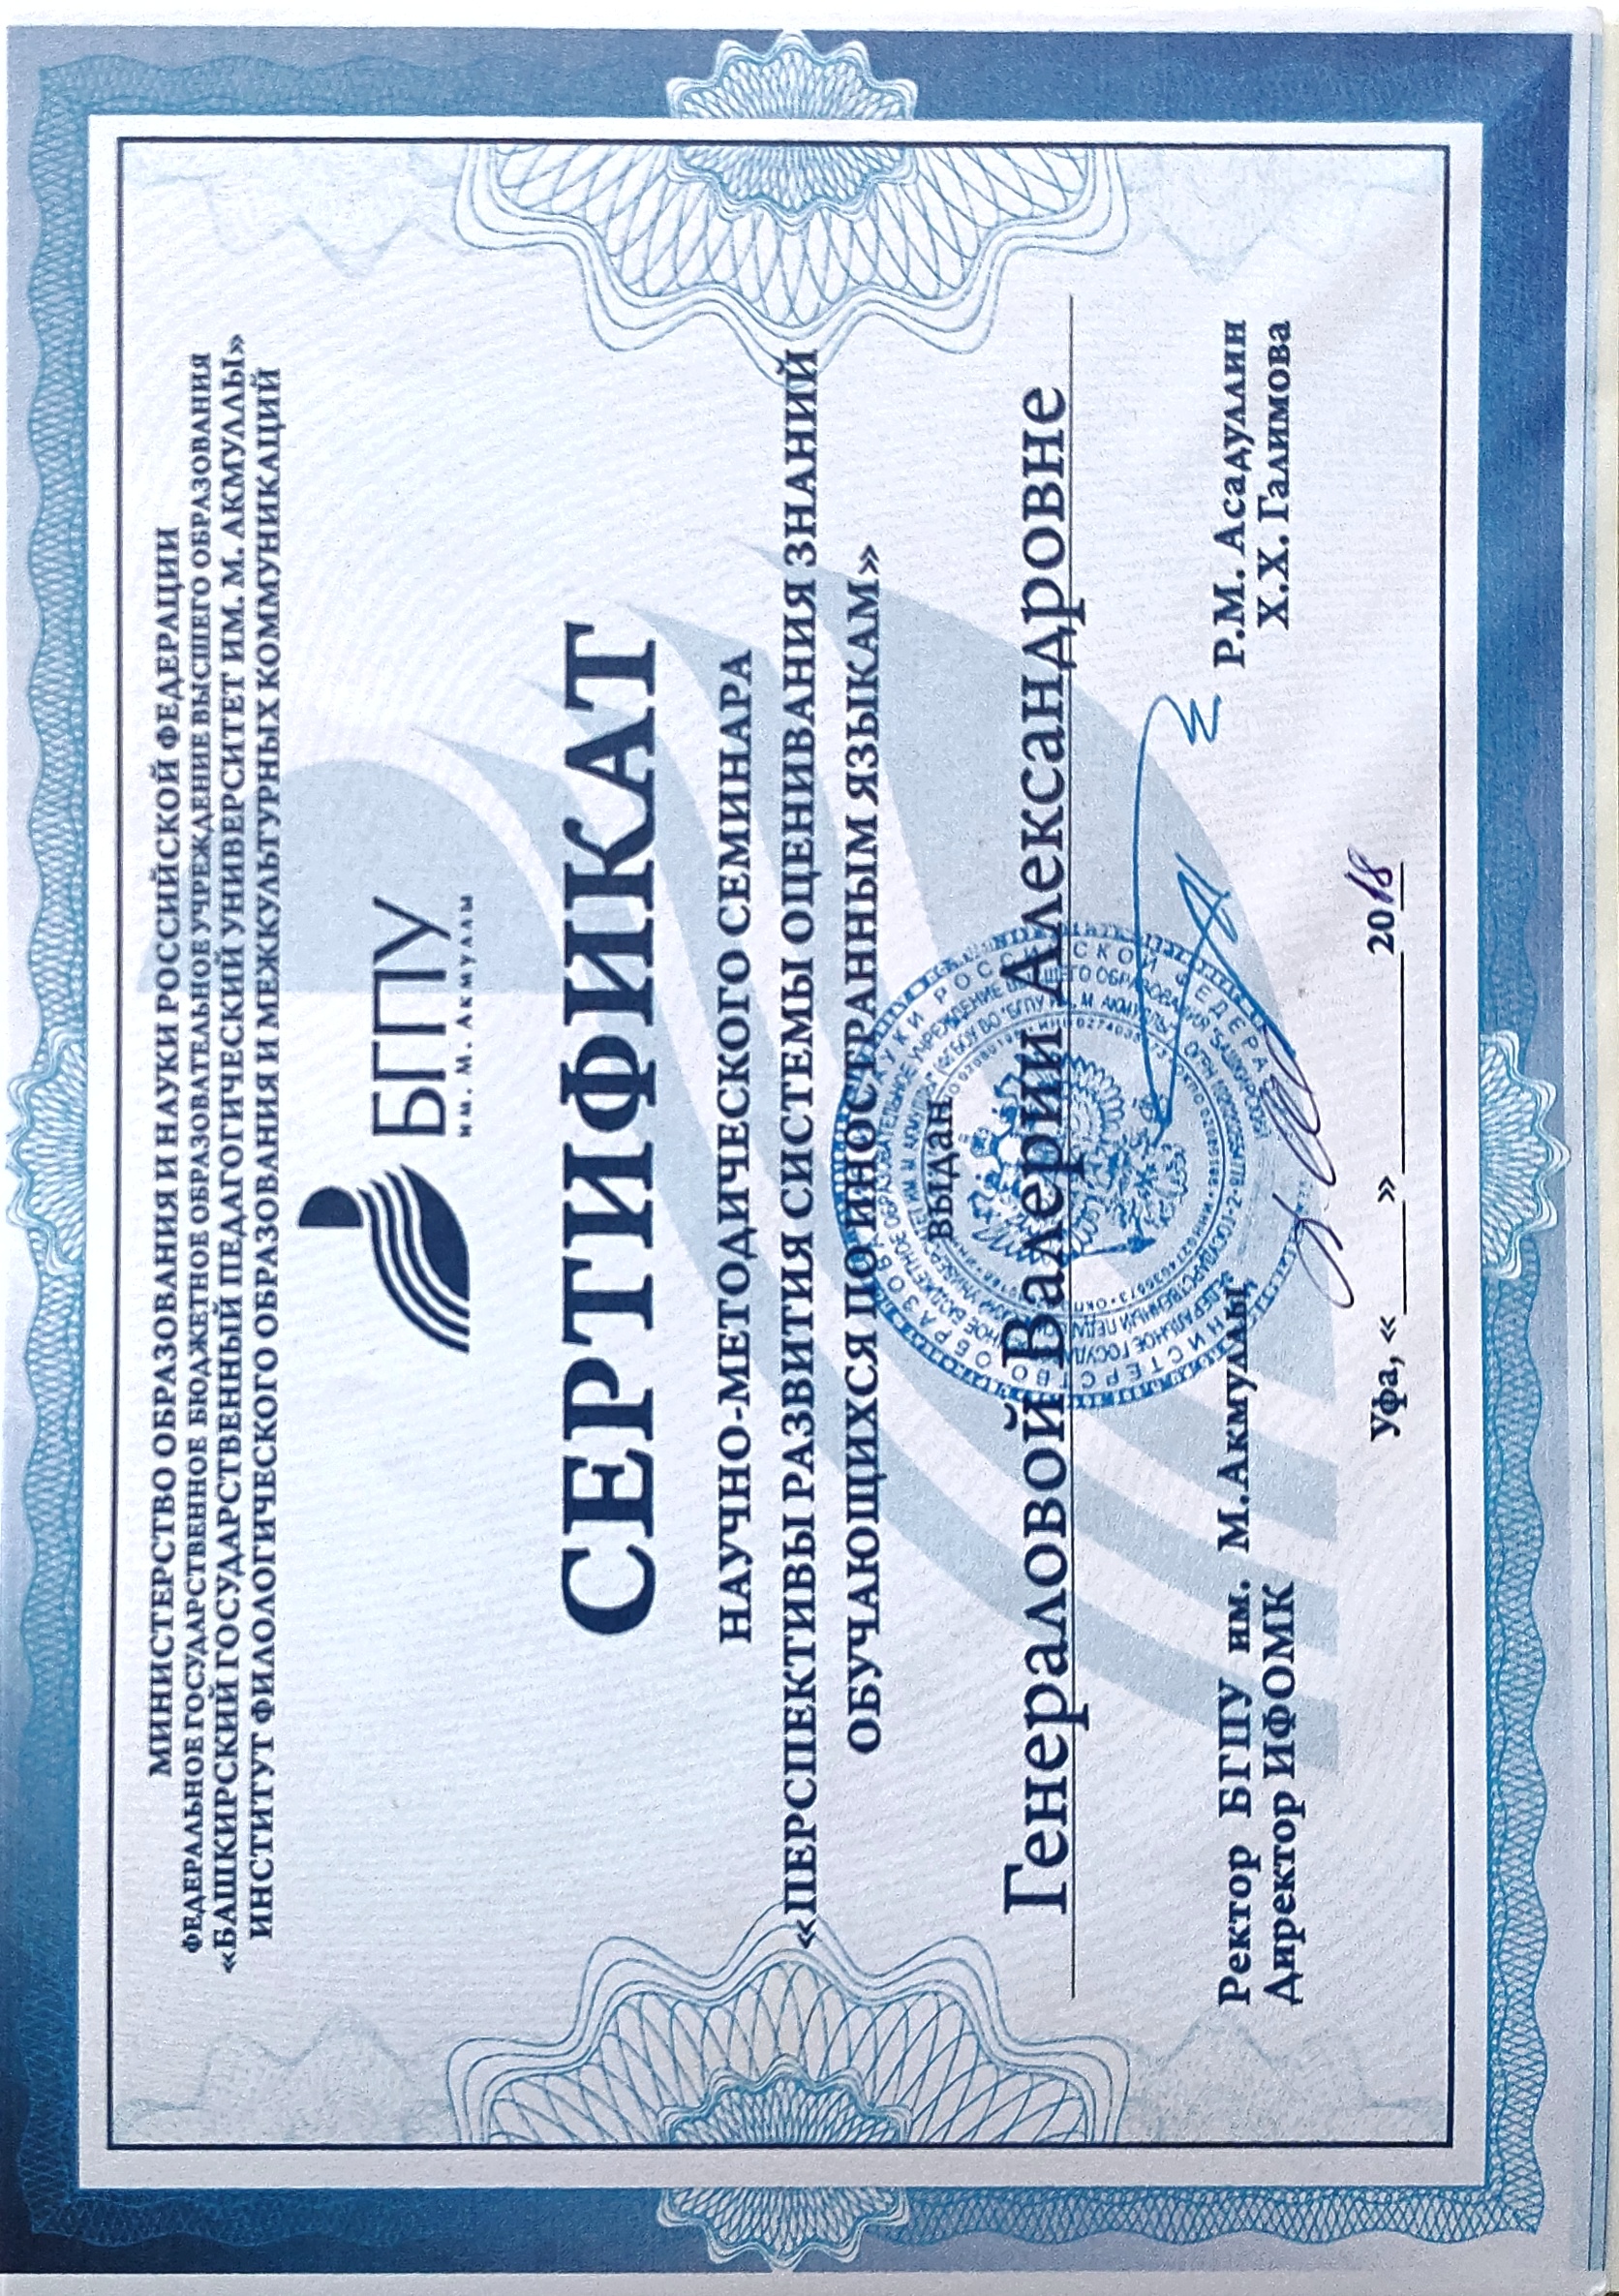 МИНИСТЕРСТВО ОБРАЗОВАНИЯ И НАУКИ РОССИЙСКОЙ ФЕДЕРАЦИИ
ФЕДЕРАЛЬНОЕ ГОСУДАРСТВЕННОЕ БЮДЖЕТНОЕ ОБРАЗОВАТЕЛЬНОЕ УЧРЕЖДЕНИЕ ВЫСШЕГО ОБРАЗОВАНИЯ
«БАШКИРСКИЙ ГОСУДАРСТВЕННЫЙ ПЕДАГОГИЧЕСКИЙ УНИВЕРСИТЕТ ИМ. М. АКМУЛЛЫ»
ИНСТИТУТ ФИЛОЛОГИЧЕСКОГО ОБРАЗОВАНИЯ И МЕЖКУЛЬТУРНЫХ КОММУНИКАЦИЙ
БГПУ
им. М. Акмуллы
СЕРТИФИКАТ
НАУЧНО-МЕТОДИЧЕСКОГО СЕМИНАРА
«ПЕРСПЕКТИВЫ РАЗВИТИЯ СИСТЕМЫ ОЦЕНИВАНИЯ ЗНАНИЙ
ОБУЧАЮЩИХСЯ ПО ИНОСТРАННЫМ ЯЗЫКАМ»
выдан
Генераловой Валерии Александровне
Ректор БГПУ им. М.Акмуллы Р.М. Асадуллин
Директор ИФОМК Х.Х. Галимова
Уфа, «_____»__________2018